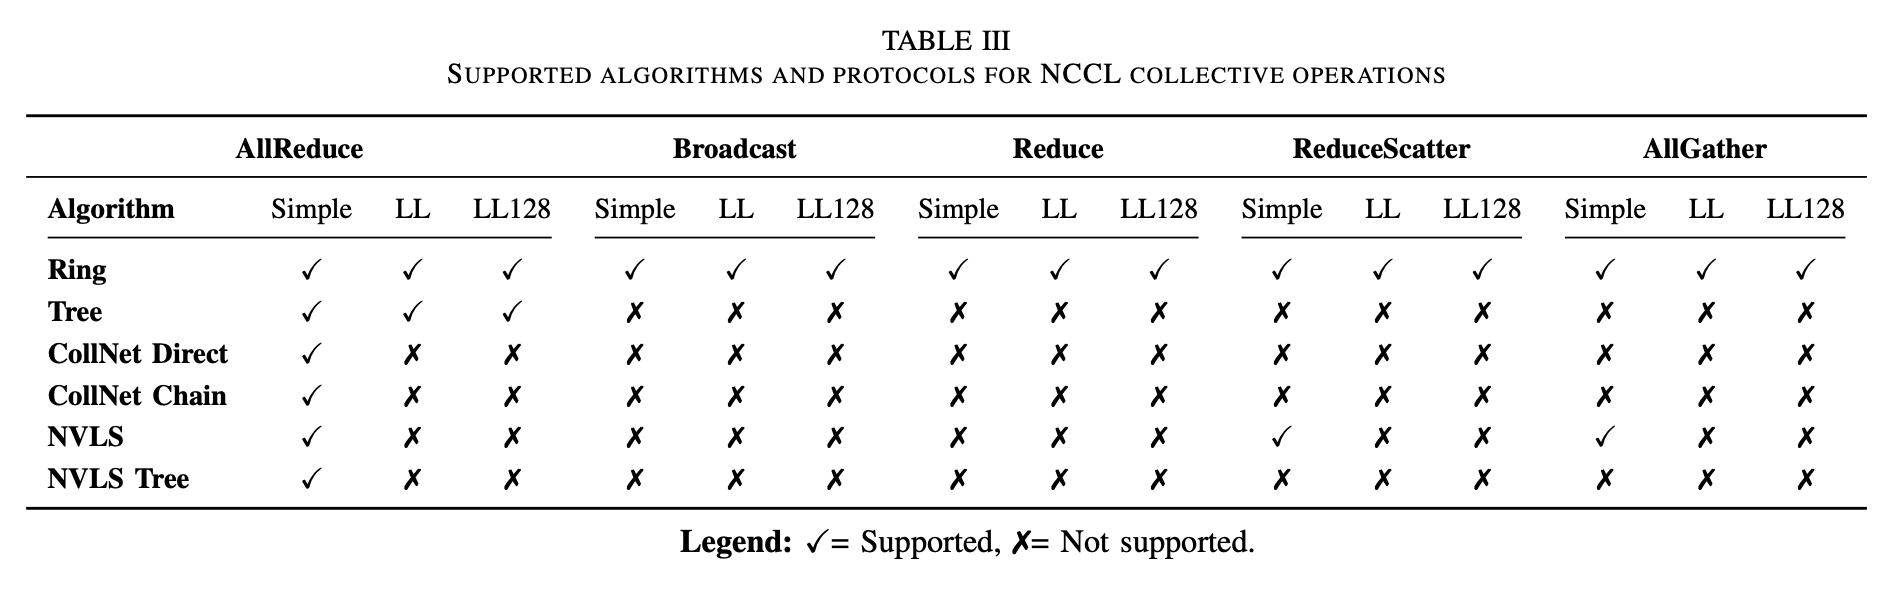 TABLE III
SUPPORTED ALGORITHMS AND PROTOCOLS FOR NCCL COLLECTIVE OPERATIONS
AllReduce Broadcast Reduce ReduceScatter AllGather
Algorithm Simple LL LL128 Simple LL LL128 Simple LL LL128 Simple LL LL128 Simple LL LL128
Ring ✓ ✓ ✓ ✓ ✓ ✓ ✓ ✓ ✓ ✓ ✓ ✓ ✓ ✓ ✓
Tree ✓ ✓ ✓ ✗ ✗ ✗ ✗ ✗ ✗ ✗ ✗ ✗ ✗ ✗ ✗
CollNet Direct ✓ ✗ ✗ ✗ ✗ ✗ ✗ ✗ ✗ ✗ ✗ ✗ ✗ ✗ ✗
CollNet Chain ✓ ✗ ✗ ✗ ✗ ✗ ✗ ✗ ✗ ✗ ✗ ✗ ✗ ✗ ✗
NVLS ✓ ✗ ✗ ✗ ✗ ✗ ✗ ✗ ✗ ✓ ✗ ✗ ✓ ✗ ✗
NVLS Tree ✓ ✗ ✗ ✗ ✗ ✗ ✗ ✗ ✗ ✗ ✗ ✗ ✗ ✗ ✗
Legend: ✓= Supported, ✗= Not supported.